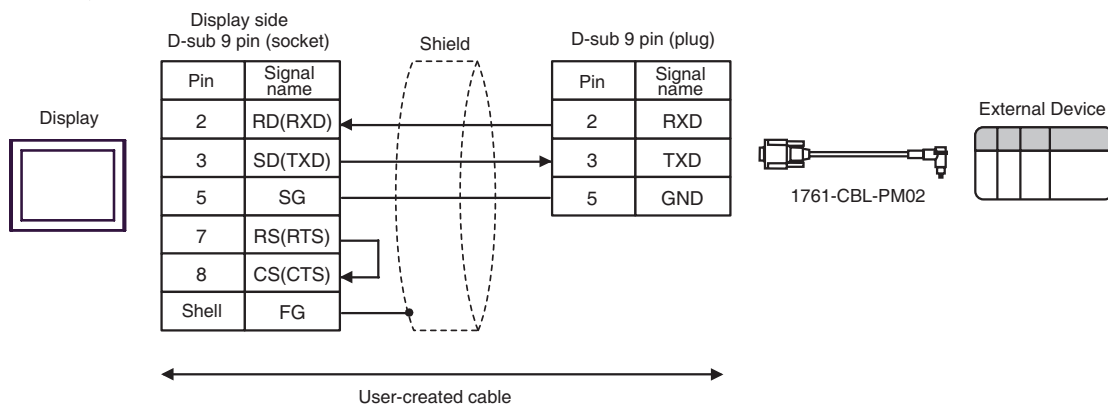 Display side
D-sub 9 pin (socket)
Shield
D-sub 9 pin (plug)
Pin
Signal
name
Pin
Signal
name
Display
2
RD(RXD)
2
RXD
3
SD(TXD)
3
TXD
5
SG
5
GND
7
RS(RTS)
8
CS(CTS)
Shell
FG
1761-CBL-PM02
External Device
User-created cable